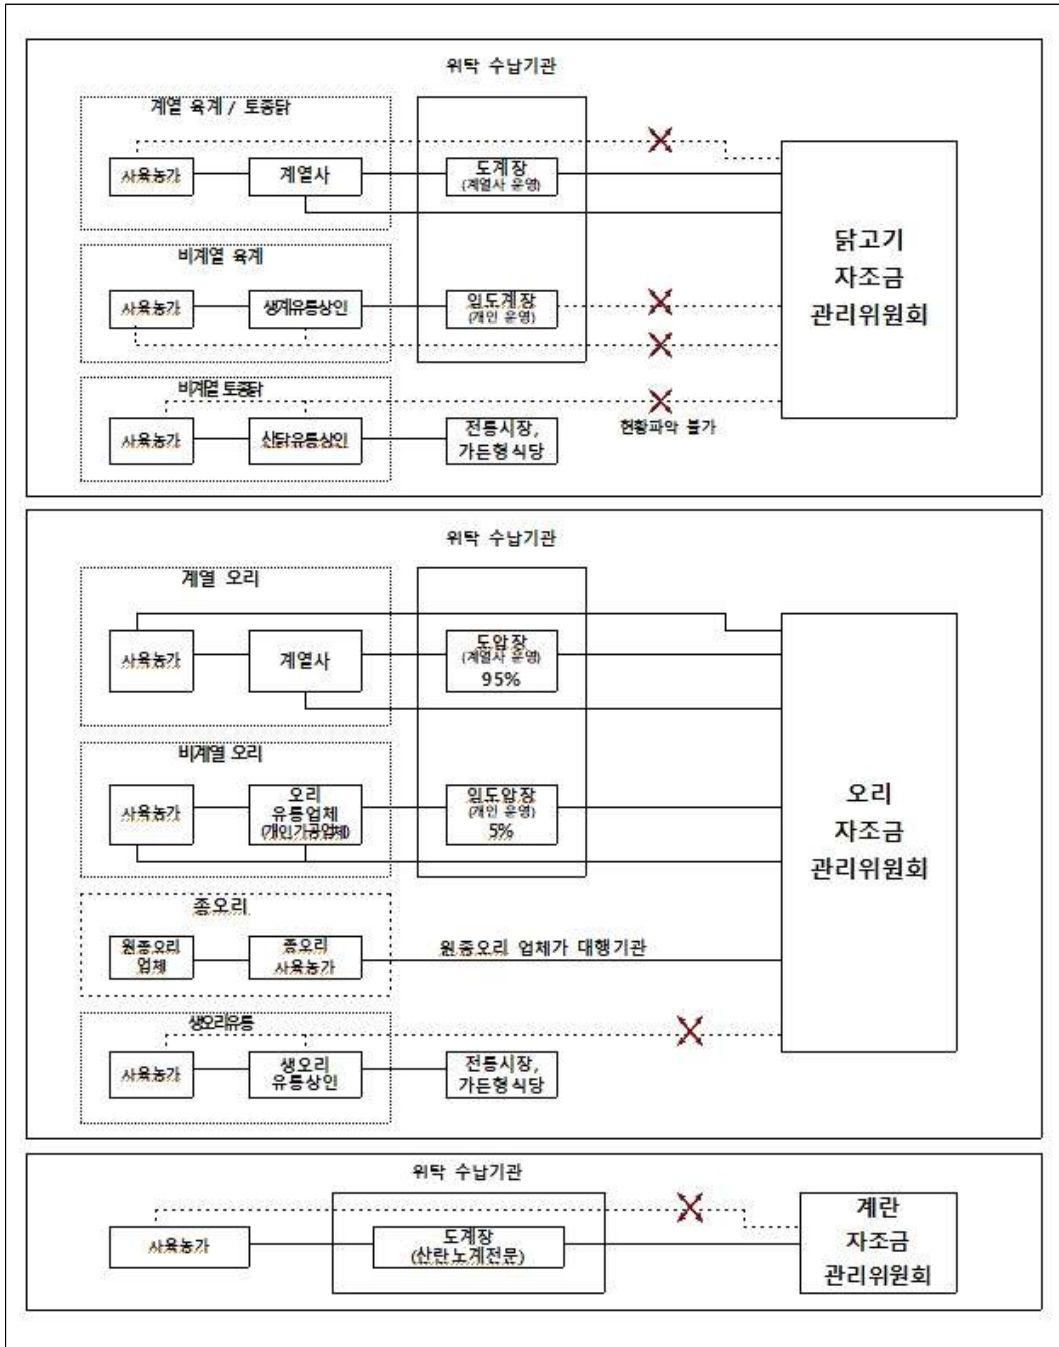 위탁 수납기관
계열 육계 / 토종닭
사육농가
계열사
도계장
(계열사 운영)
비계열 육계
사육농가
생계유통상인
임도계장
(개인 운영)
비계열 토종닭
사육농가
산닭유통상인
전통시장,
가든형식당
현황파악 불가
닭고기
자조금
관리위원회
위탁 수납기관
계열 오리
사육농가
계열사
도압장
(계열사 운영)
95%
비계열 오리
사육농가
오리
유통업체
(개인가공업체)
임도압장
(개인 운영)
5%
종오리
원종오리
업체
종오리
사육농가
원종오리 업체가 대행기관
생오리유통
사육농가
생오리
유통상인
전통시장,
가든형식당
오리
자조금
관리위원회
위탁 수납기관
사육농가
도계장
(산란노계전문)
계란
자조금
관리위원회